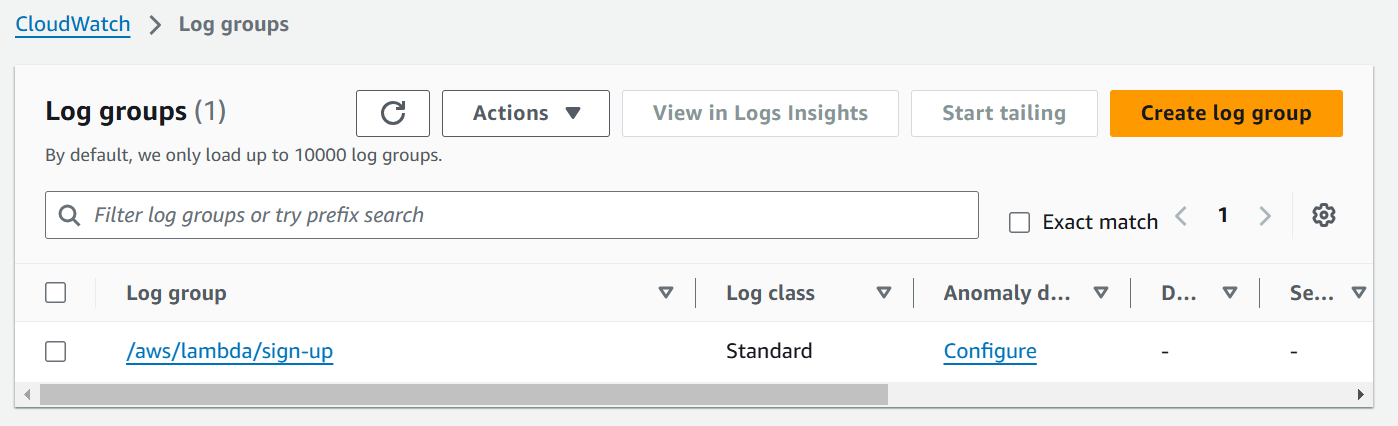 CloudWatch > Log groups
Log groups (1)
Actions
View in Logs Insights
Start tailing
Create log group
By default, we only load up to 10000 log groups.
Filter log groups or try prefix search
Exact match
1
Log group
Log class
Anomaly d...
D...
Se...
/aws/lambda/sign-up
Standard
Configure
-
-